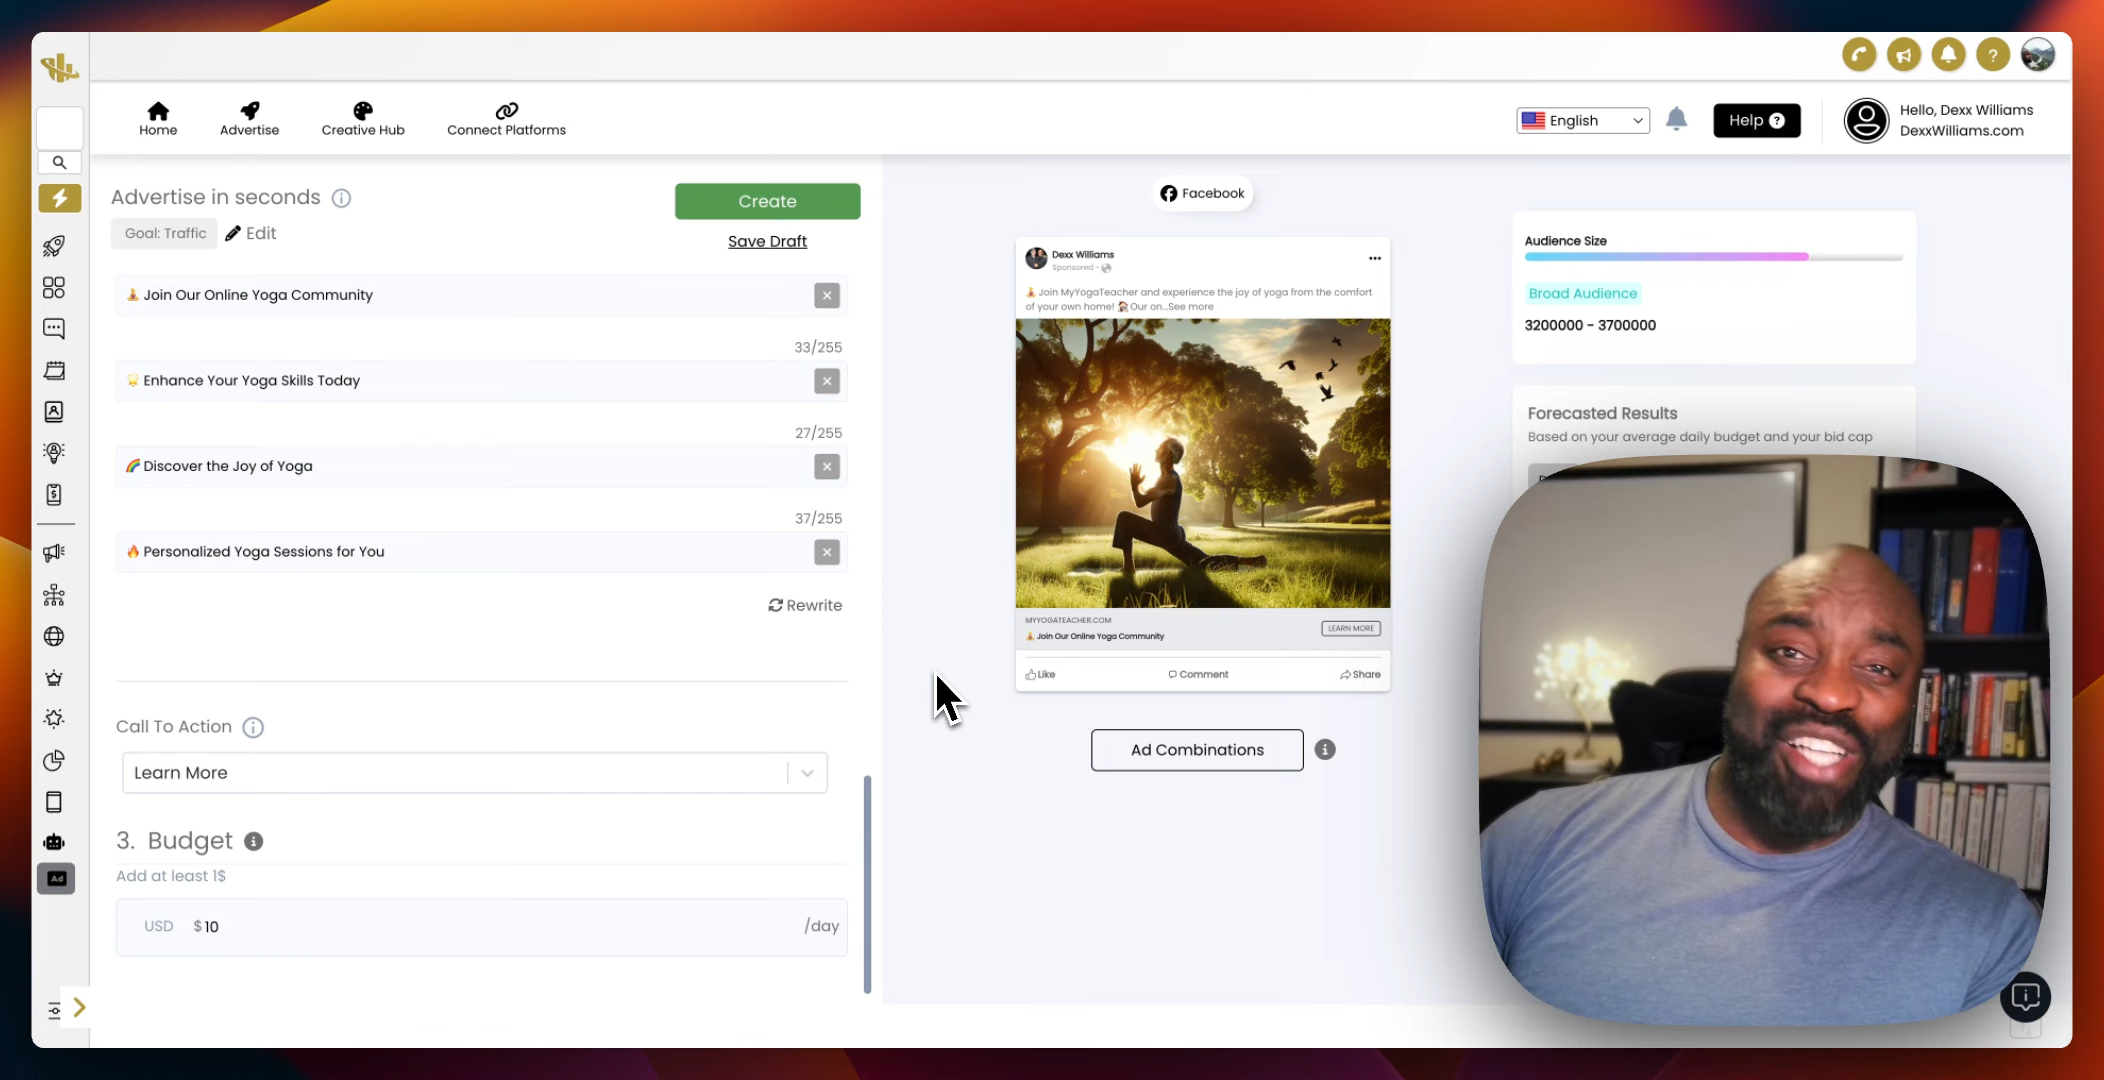 Home
Advertise
Creative Hub
Connect Platforms
English
Help ?
Hello, Dexx Williams
DexxWilliams.com
Advertise in seconds
Create
Goal: Traffic
Edit
Save Draft
Join Our Online Yoga Community
33/255
Enhance Your Yoga Skills Today
27/255
Discover the Joy of Yoga
37/255
Personalized Yoga Sessions for You
Rewrite
Call To Action
Learn More
3. Budget
Add at least 1$
USD $10 /day
Ad
Facebook
Dexx Williams
Sponsored -
Join MyYogaTeacher and experience the joy of yoga from the comfort
of your own home! Our on...See more
MYYOGATEACHER.COM
Join Our Online Yoga Community
LEARN MORE
Like
Comment
Share
Ad Combinations
Audience Size
Broad Audience
3200000 - 3700000
Forecasted Results
Based on your average daily budget and your bid cap